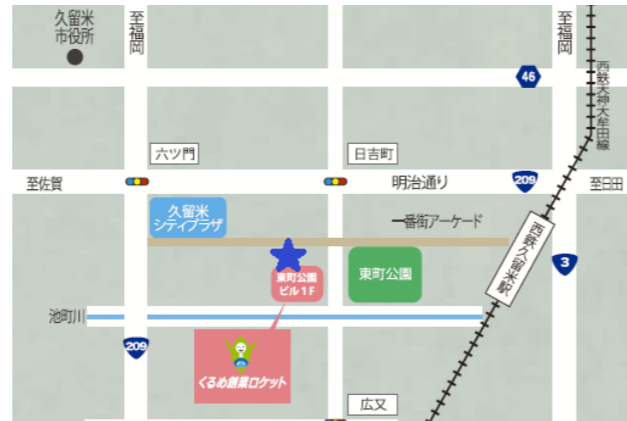 久留米
市役所
至福岡
至福岡
46
西鉄天神大牟田線
六ツ門
日吉町
至佐賀
明治通り
209
至日田
久留米
シティプラザ
一番街アーケード
西鉄久留米駅
3
東町公園
ビル1F
東町公園
池町川
209
くるめ創業ロケット
広又